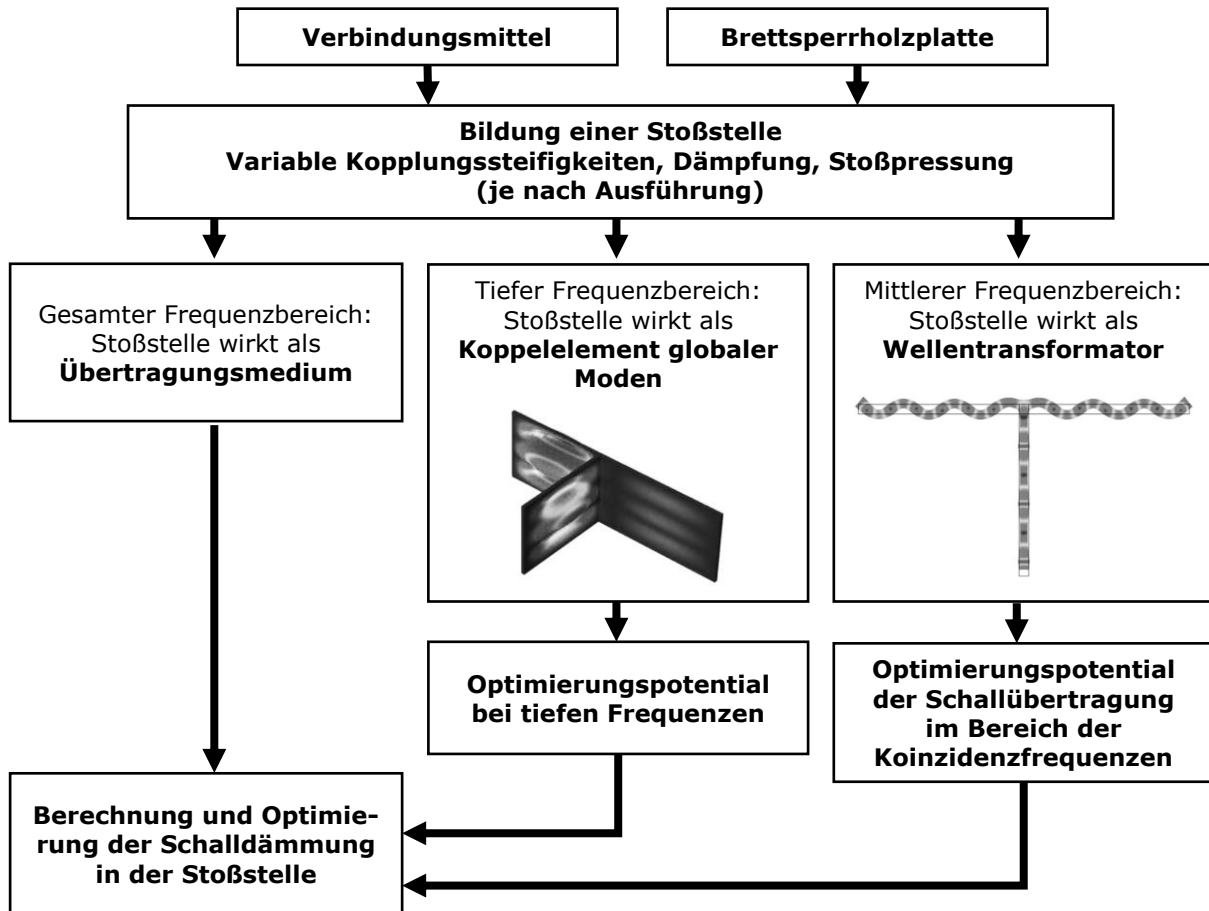 Verbindungsmittel
Brettsperrholzplatte
Bildung einer Stoßstelle
Variable Kopplungssteifigkeiten, Dämpfung, Stoßpressung
(je nach Ausführung)
Gesamter Frequenzbereich:
Stoßstelle wirkt als
Übertragungsmedium
Tiefer Frequenzbereich:
Stoßstelle wirkt als
Koppelelement globaler
Moden
Mittlerer Frequenzbereich:
Stoßstelle wirkt als
Wellentransformator
Optimierungspotential
bei tiefen Frequenzen
Optimierungspotential
der Schallübertragung
im Bereich der
Koinzidenzfrequenzen
Berechnung und Optimie-
rung der Schalldämmung
in der Stoßstelle